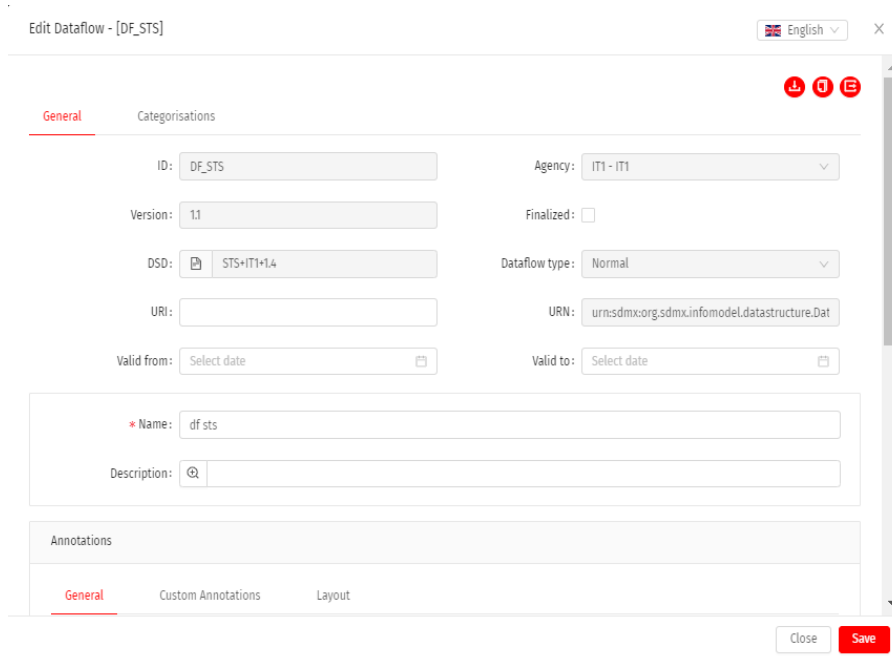 Edit Dataflow - [DF_STS] English
General Categorisations
ID: DF_STS Agency: IT1 - IT1
Version: 1.1 Finalized:
DSD: STS+IT1+1.4 Dataflow type: Normal
URI: URN: urn:sdmx:org.sdmx.infomodel.datastructure.Dat
Valid from: Select date Valid to: Select date
* Name: df sts
Description:
Annotations
General Custom Annotations Layout
Close Save